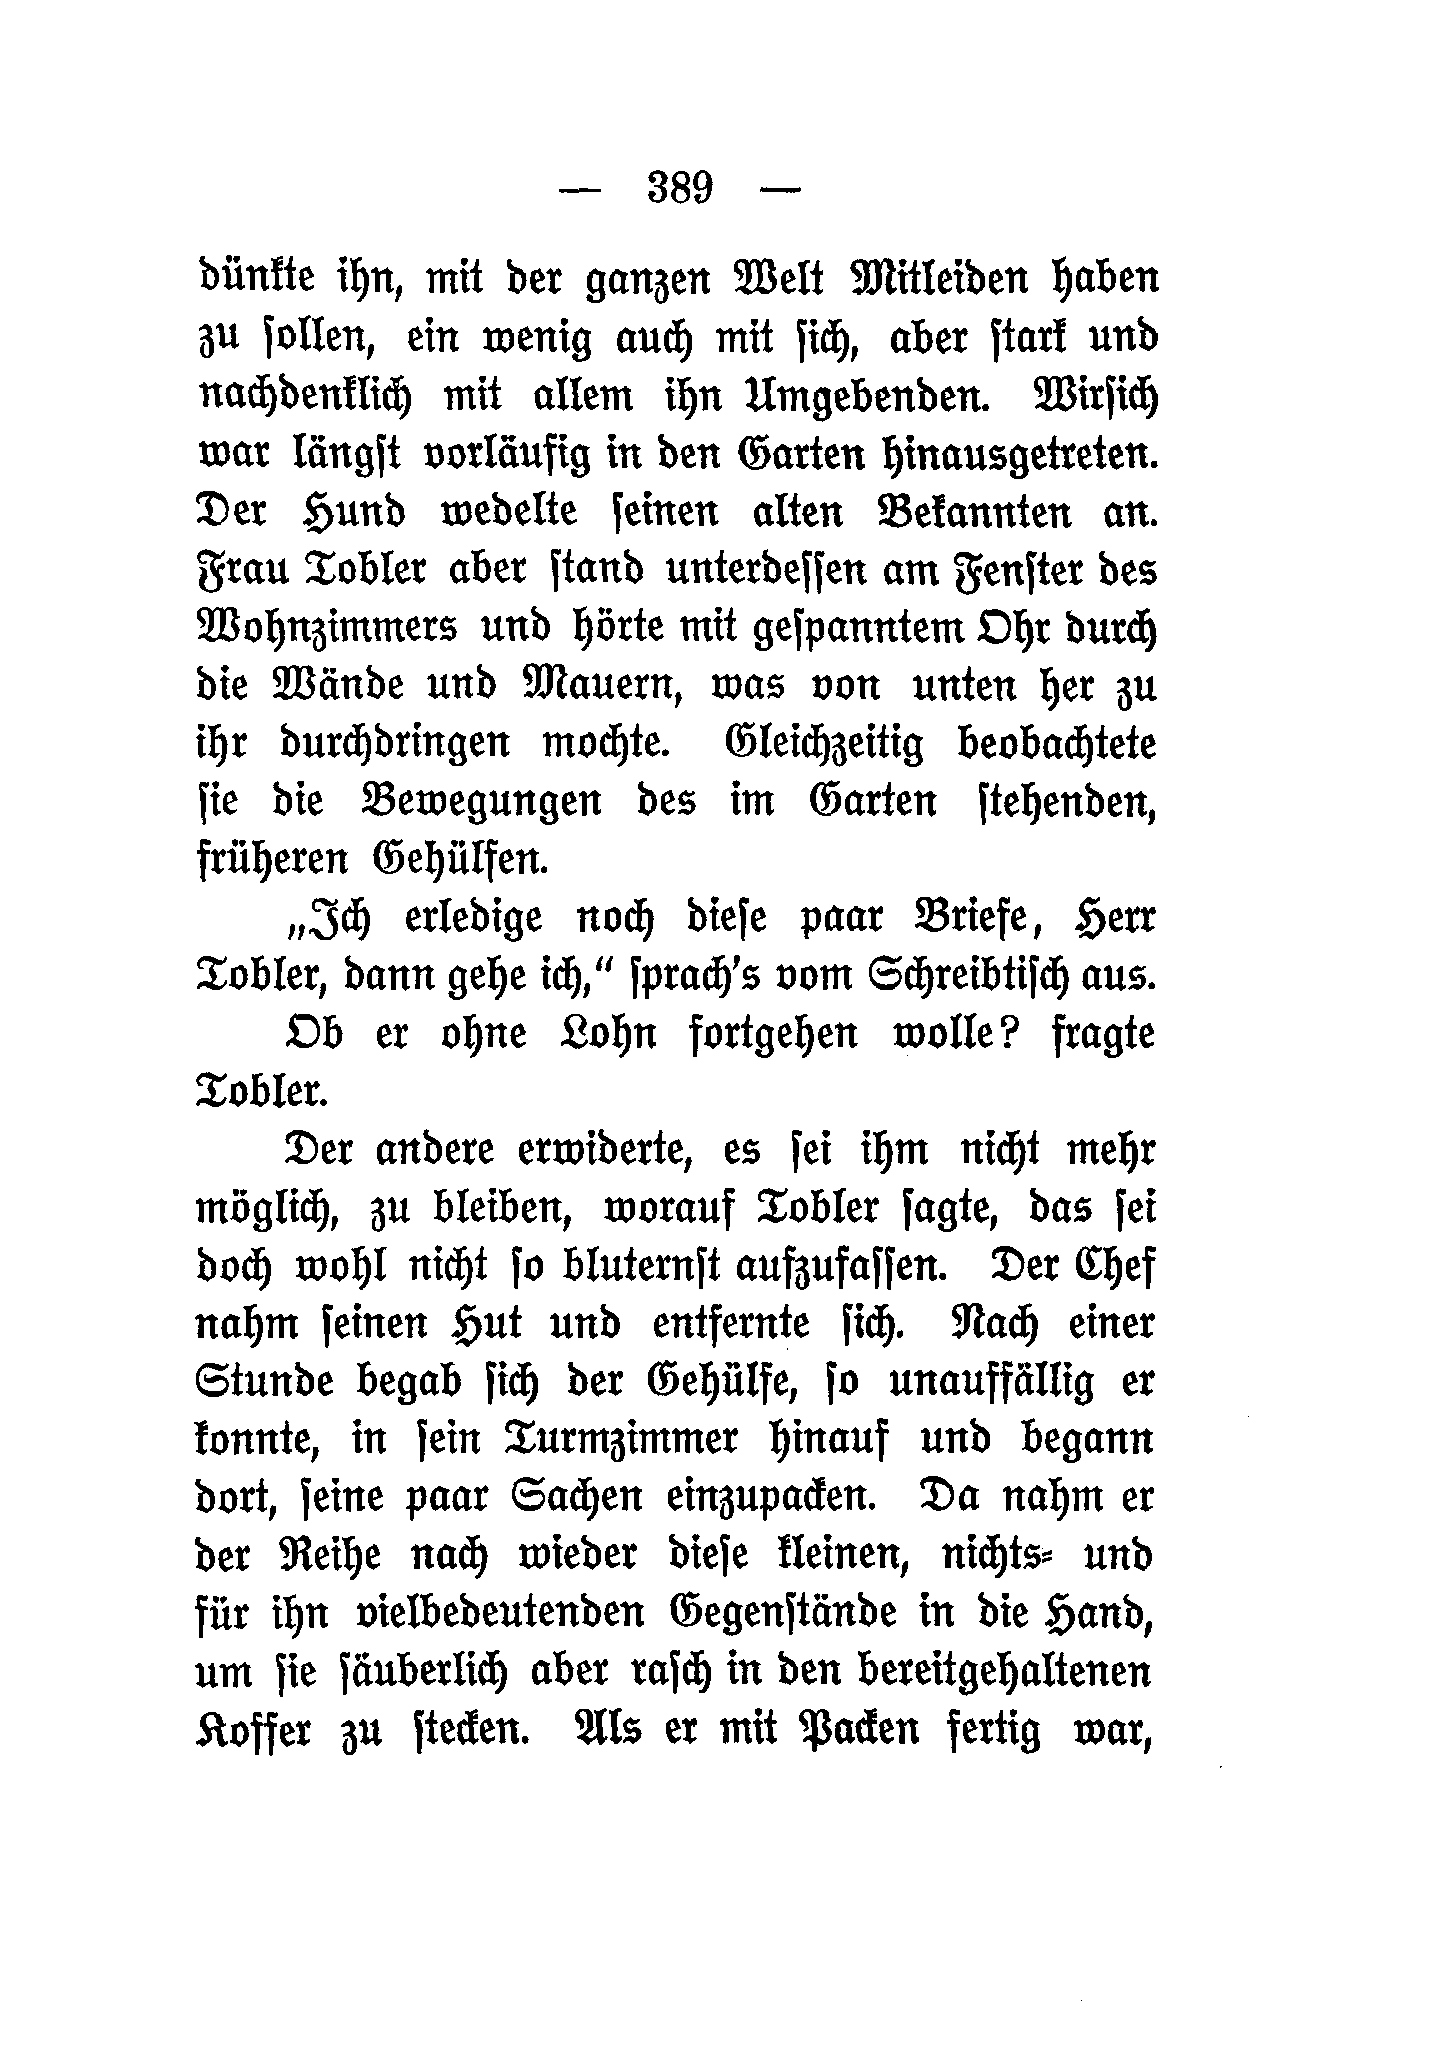 — 389 —
dünkte ihn, mit der ganzen Welt Mitleiden haben
zu ſollen, ein wenig auch mit ſich, aber ſtark und
nachdenklich mit allem ihn Umgebenden. Wirſich
war längſt vorläufig in den Garten hinausgetreten.
Der Hund wedelte ſeinen alten Bekannten an.
Frau Tobler aber ſtand unterdeſſen am Fenſter des
Wohnzimmers und hörte mit geſpanntem Ohr durch
die Wände und Mauern, was von unten her zu
ihr durchdringen mochte. Gleichzeitig beobachtete
ſie die Bewegungen des im Garten ſtehenden,
früheren Gehülfen.
„Ich erledige noch dieſe paar Briefe, Herr
Tobler, dann gehe ich,“ ſprach's vom Schreibtiſch aus.
Ob er ohne Lohn fortgehen wolle? fragte
Tobler.
Der andere erwiderte, es ſei ihm nicht mehr
möglich, zu bleiben, worauf Tobler ſagte, das ſei
doch wohl nicht ſo bluternſt aufzufaſſen. Der Chef
nahm ſeinen Hut und entfernte ſich. Nach einer
Stunde begab ſich der Gehülfe, ſo unauffällig er
konnte, in ſein Turmzimmer hinauf und begann
dort, ſeine paar Sachen einzupacken. Da nahm er
der Reihe nach wieder dieſe kleinen, nichts⸗ und
für ihn vielbedeutenden Gegenſtände in die Hand,
um ſie ſäuberlich aber raſch in den bereitgehaltenen
Koffer zu ſtecken. Als er mit Packen fertig war,